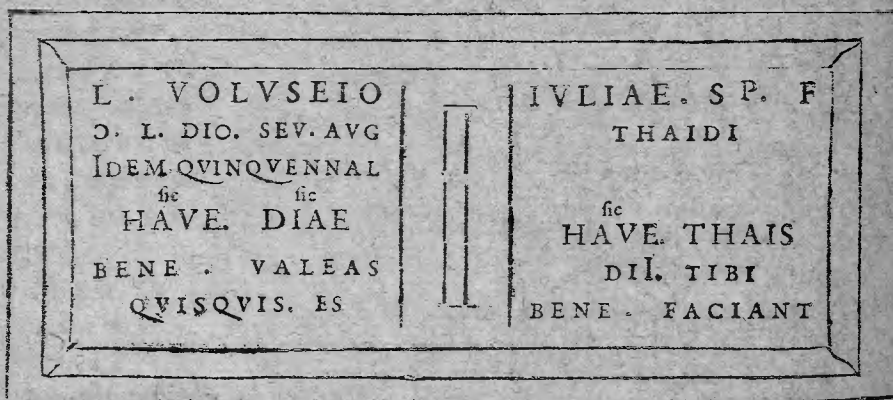 L . VOLVSEIO
Ɔ. L. DIO. SEV. AVG
IDEM QVINQVENNAL
sic sic
HAVE. DIAE
BENE . VALEAS
QVISQVIS. ES
IVLIAE. SP. F
THAIDI
sic
HAVE. THAIS
DIL. TIBI
BENE . FACIANT